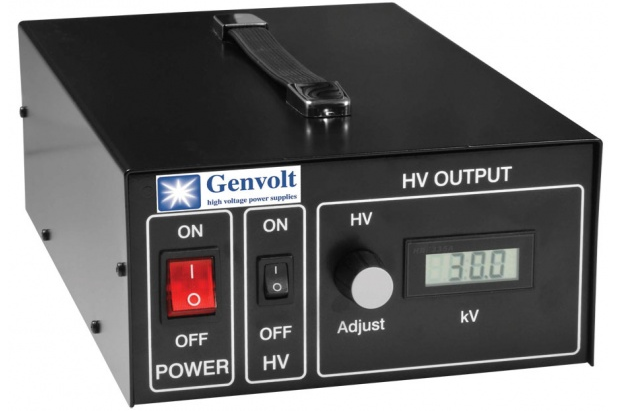 Genvolt
high voltage power supplies
ON
I
O
OFF
POWER
ON
I
O
OFF
HV
HV OUTPUT
HV
Adjust
30.0
kV